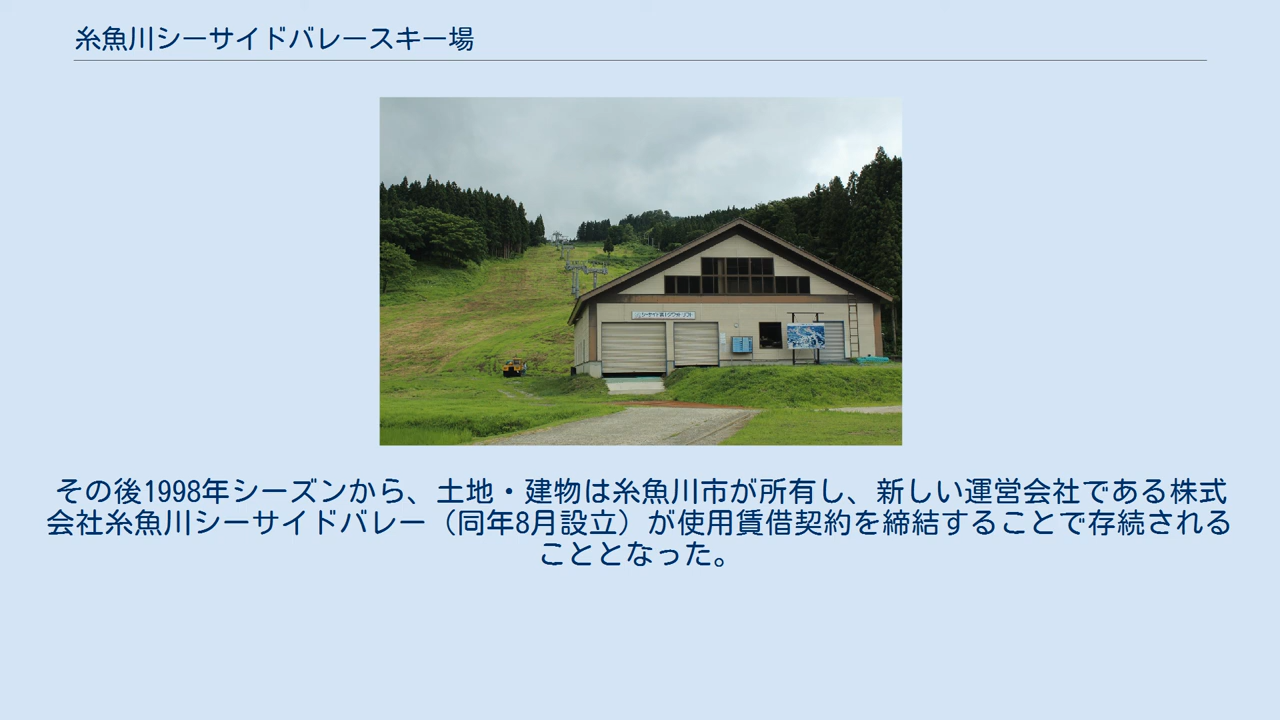 糸魚川シーサイドバレースキー場
その後1998年シーズンから、土地・建物は糸魚川市が所有し、新しい運営会社である株式
会社糸魚川シーサイドバレー（同年8月設立）が使用賃借契約を締結することで存続される
こととなった。